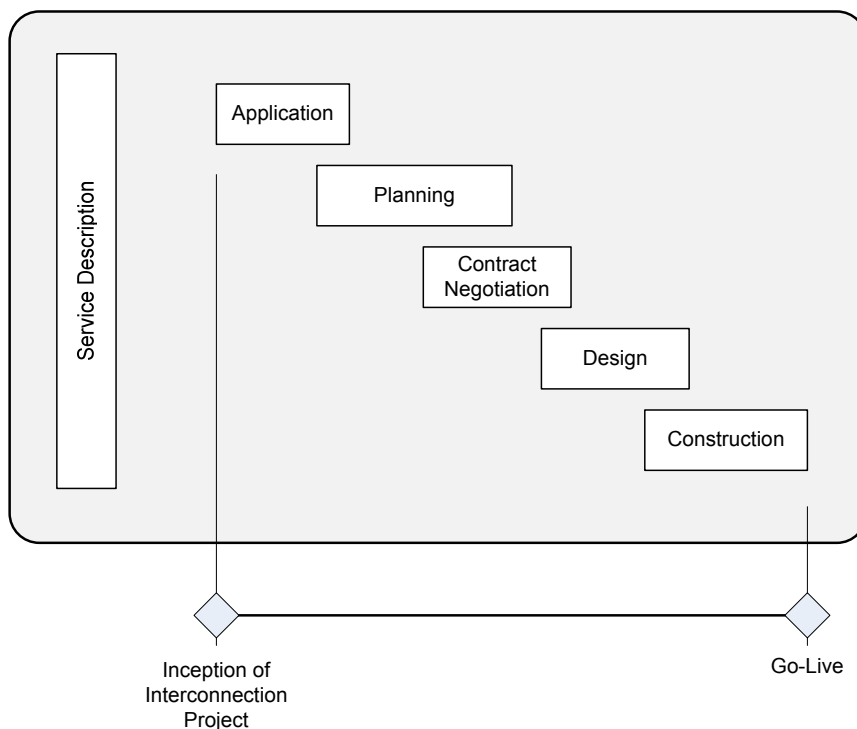 Service Description
Application
Planning
Contract
Negotiation
Design
Construction
Inception of
Interconnection
Project
Go-Live